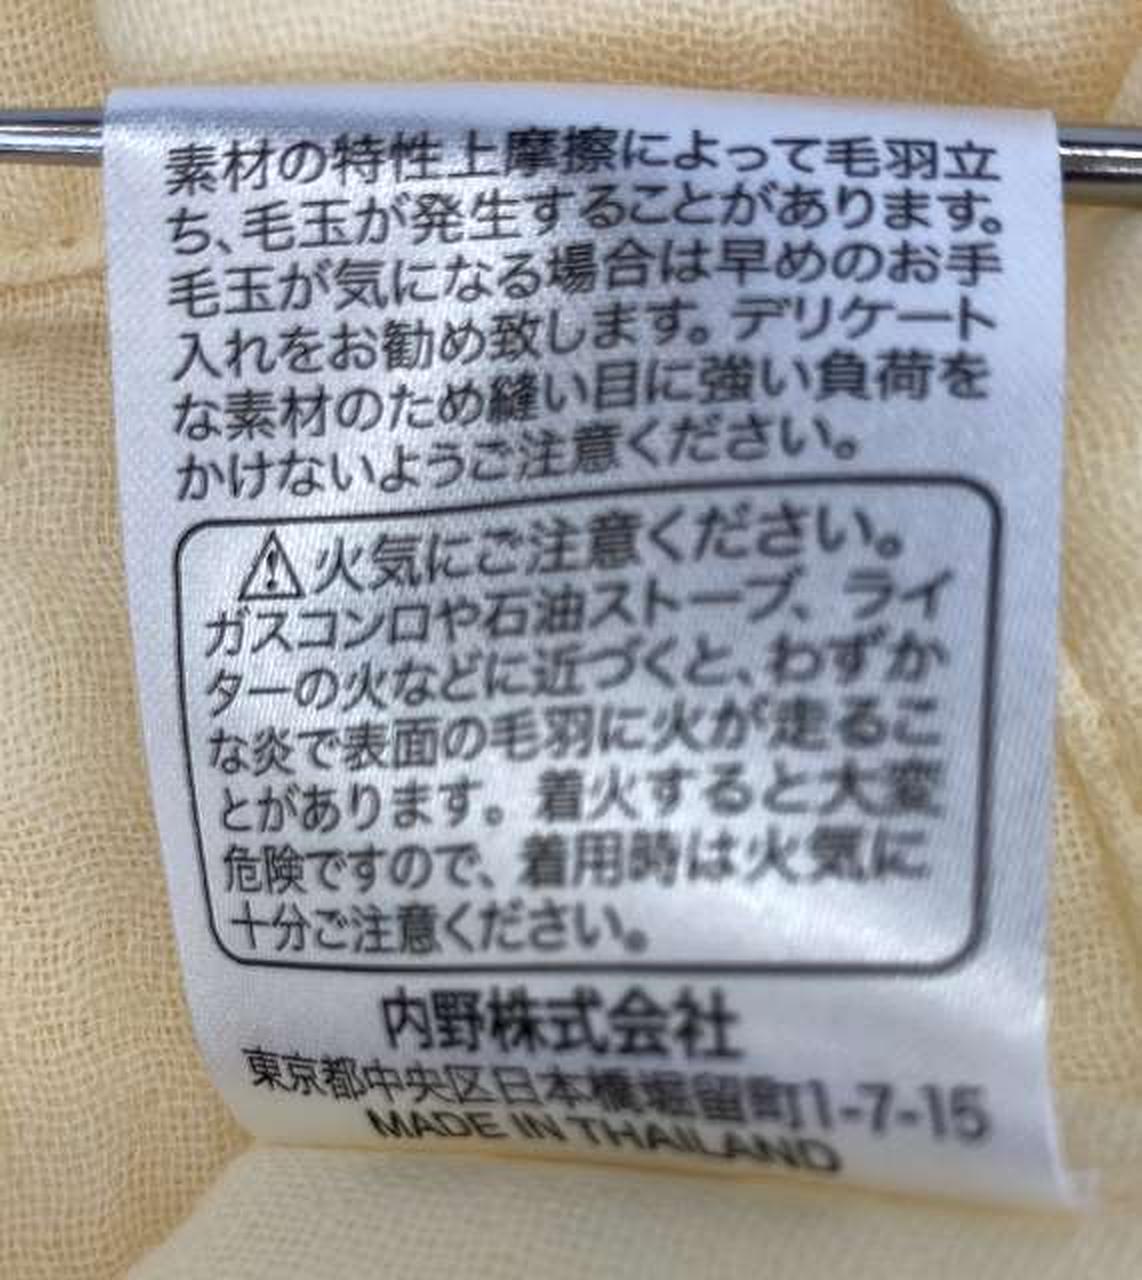 素材の特性上摩擦によって毛羽立
ち、毛玉が発生することがあります。
毛玉が気になる場合は早めのお手
入れをお勧め致します。デリケート
な素材のため縫い目に強い負荷を
かけないようご注意ください。
⚠火気にご注意ください。
ガスコンロや石油ストーブ、ライ
ターの火などに近づくと、わずか
な炎で表面の毛羽に火が走るこ
とがあります。着火すると大変
危険ですので、着用時は火気に
十分ご注意ください。
内野株式会社
東京都中央区日本橋堀留町1-7-15
MADE IN THAILAND